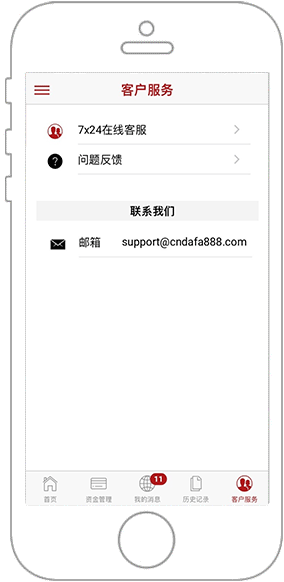 客户服务
7x24在线客服
问题反馈
联系我们
邮箱 support@cndafa888.com
11
首页 资金管理 我的消息 历史记录 客户服务